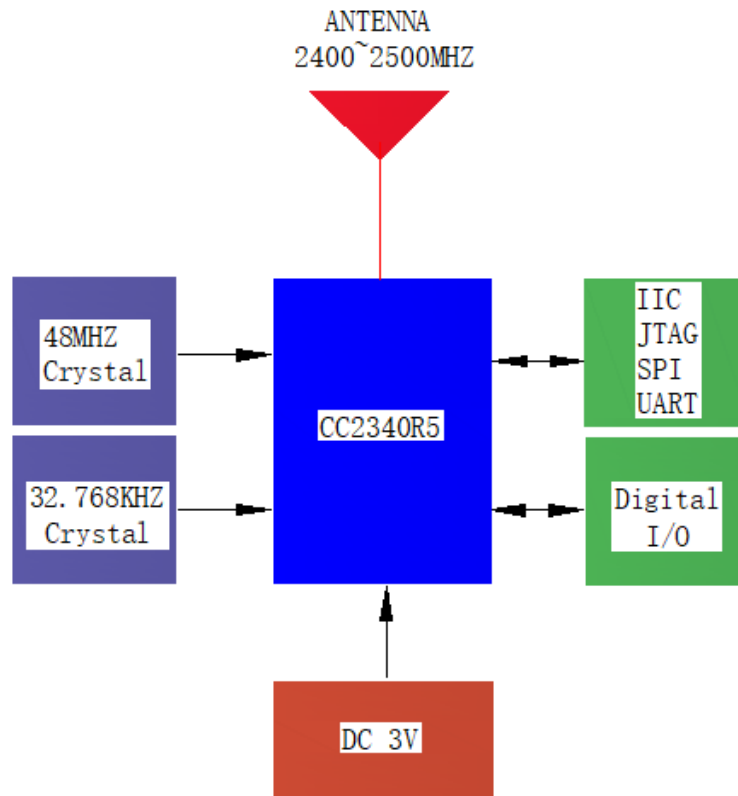 ANTENNA
2400~2500MHZ
48MHZ
Crystal
32.768KHZ
Crystal
CC2340R5
IIC
JTAG
SPI
UART
Digital
I/O
DC 3V